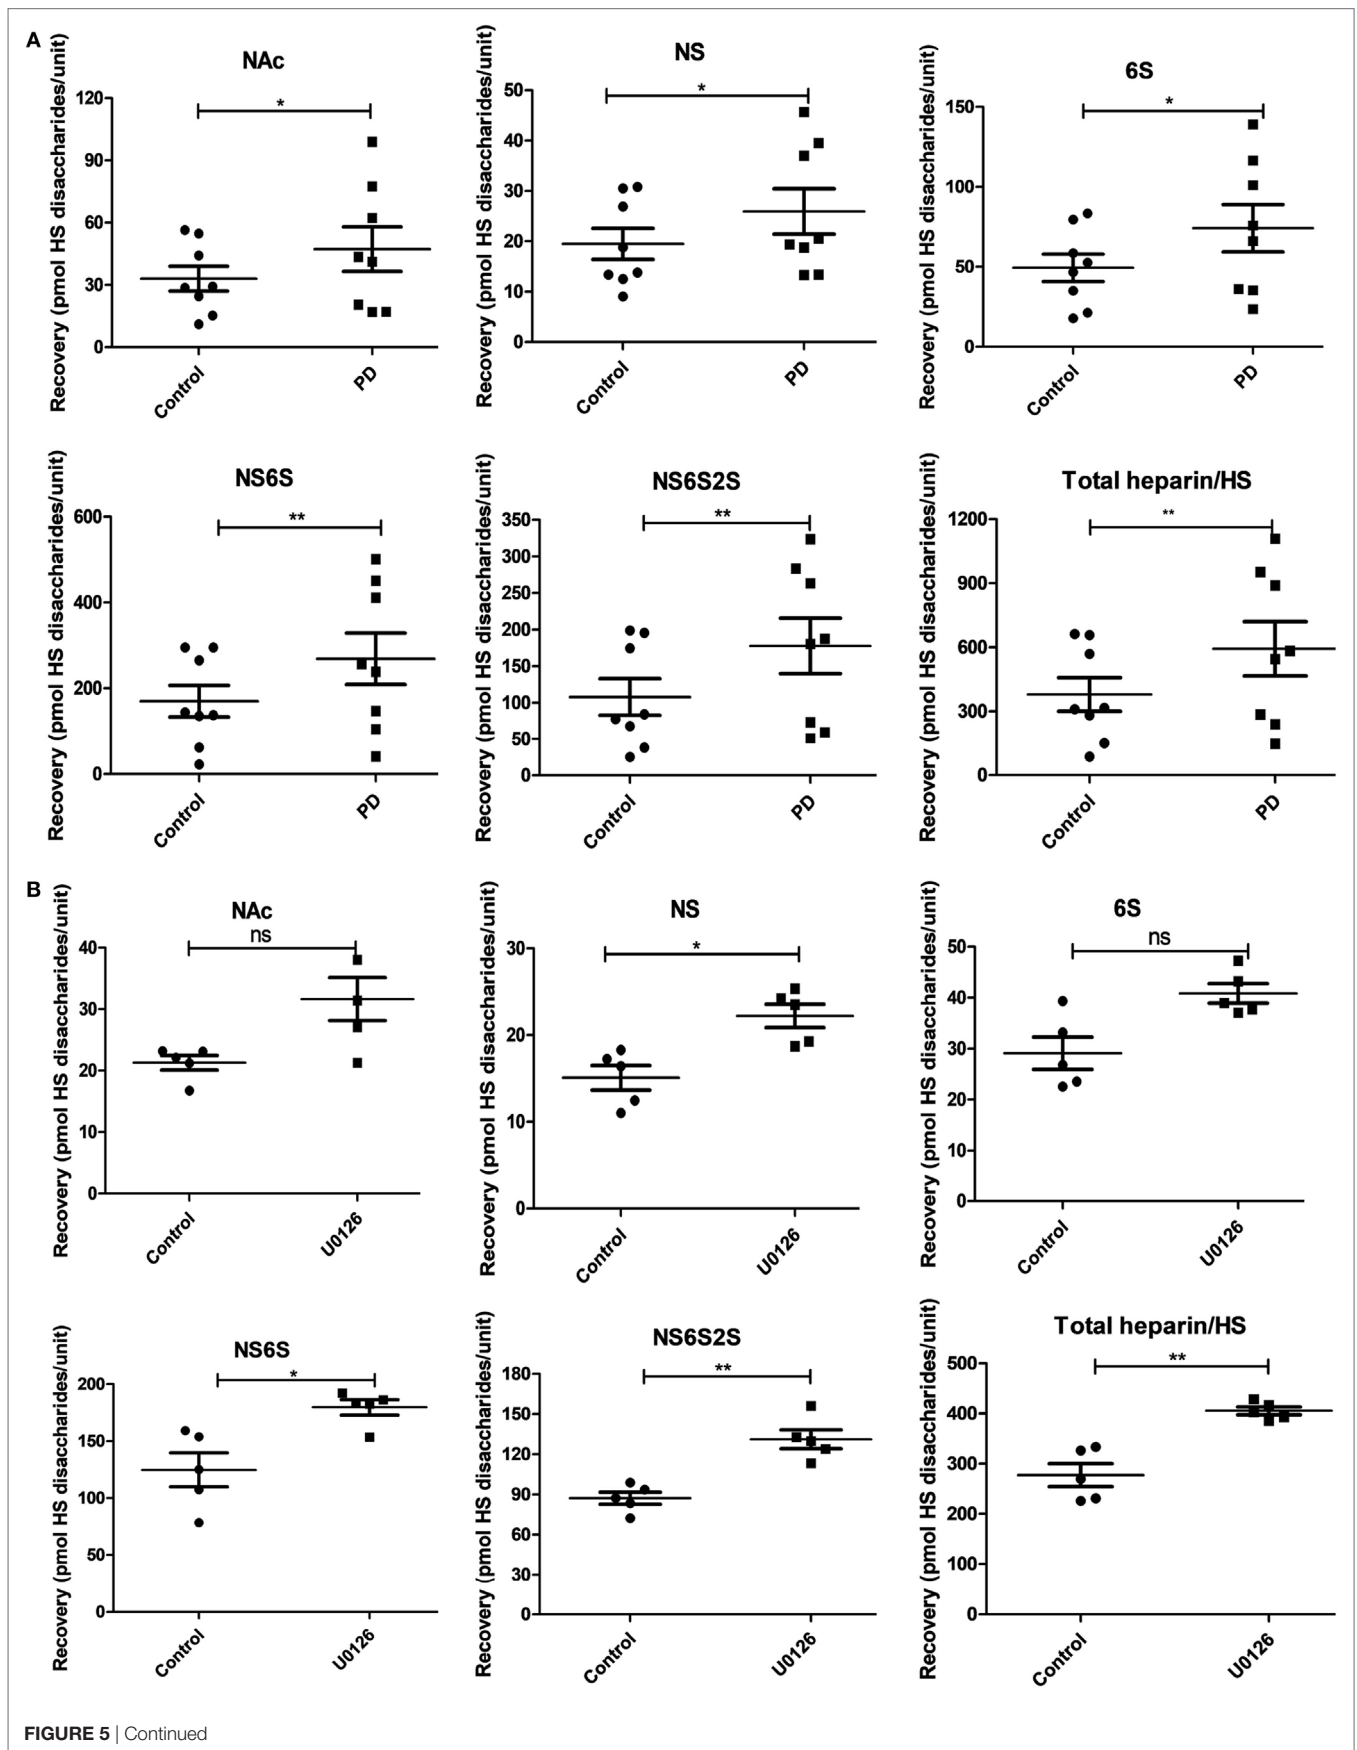 A
NAc
Recovery (pmol HS disaccharides/unit)
120
90
60
30
0
*
Control
PD
NS
Recovery (pmol HS disaccharides/unit)
50
40
30
20
10
0
*
Control
PD
6S
Recovery (pmol HS disaccharides/unit)
150
100
50
0
*
Control
PD
NS6S
Recovery (pmol HS disaccharides/unit)
600
400
200
0
**
Control
PD
NS6S2S
Recovery (pmol HS disaccharides/unit)
350
300
250
200
150
100
50
0
**
Control
PD
Total heparin/HS
Recovery (pmol HS disaccharides/unit)
1200
900
600
300
0
**
Control
PD
B
NAc
Recovery (pmol HS disaccharides/unit)
40
30
20
10
0
ns
Control
U0126
NS
Recovery (pmol HS disaccharides/unit)
30
20
10
0
*
Control
U0126
6S
Recovery (pmol HS disaccharides/unit)
50
40
30
20
10
0
ns
Control
U0126
NS6S
Recovery (pmol HS disaccharides/unit)
200
150
100
50
0
*
Control
U0126
NS6S2S
Recovery (pmol HS disaccharides/unit)
180
150
120
90
60
30
0
**
Control
U0126
Total heparin/HS
Recovery (pmol HS disaccharides/unit)
500
400
300
200
100
0
**
Control
U0126
FIGURE 5 | Continued